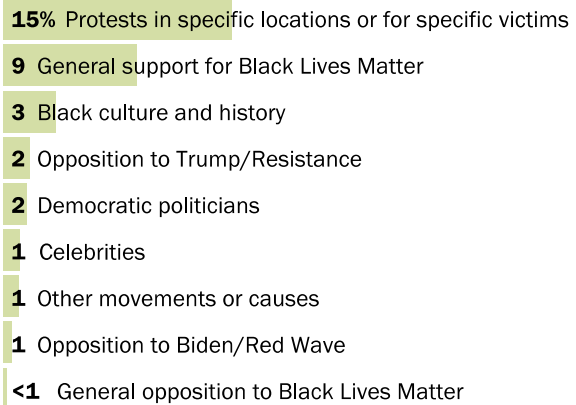 15% Protests in specific locations or for specific victims
9 General support for Black Lives Matter
3 Black culture and history
2 Opposition to Trump/Resistance
2 Democratic politicians
1 Celebrities
1 Other movements or causes
1 Opposition to Biden/Red Wave
<1 General opposition to Black Lives Matter